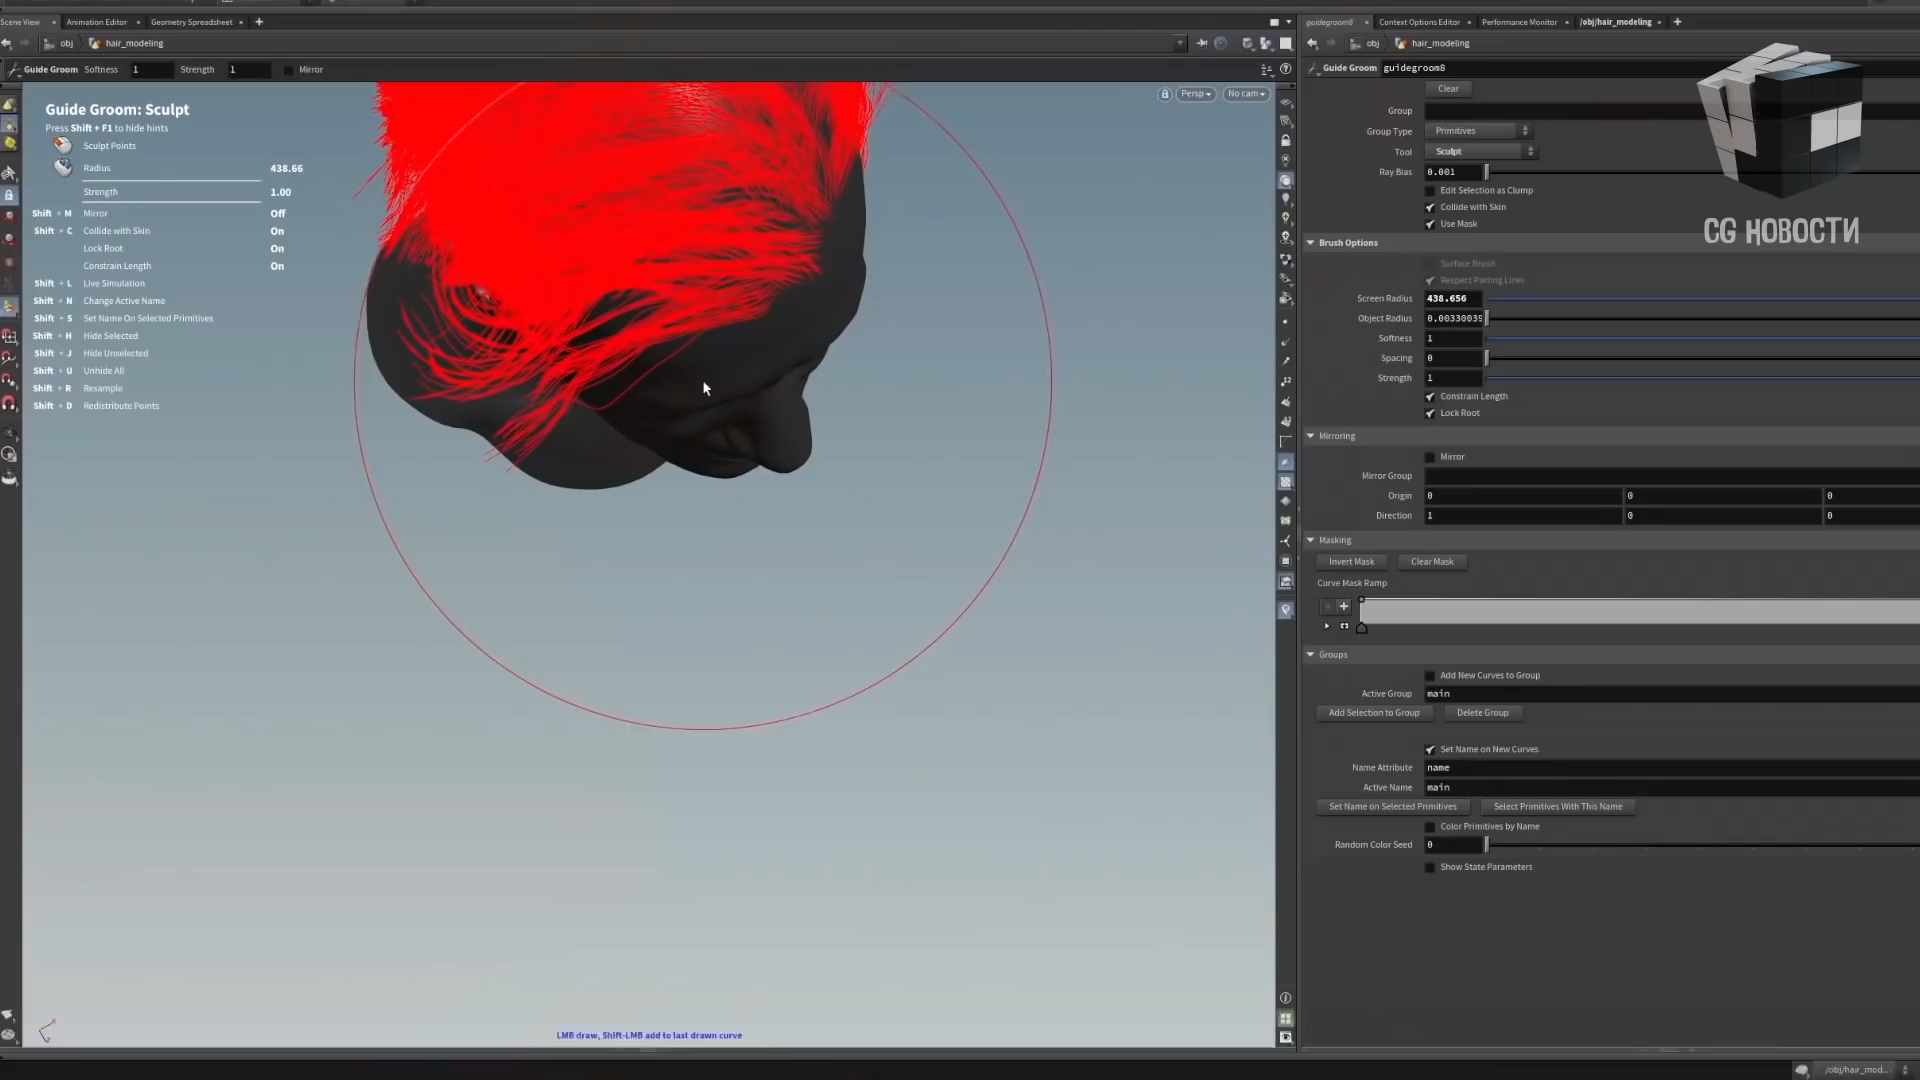 Scene View
Animation Editor
Geometry Spreadsheet
obj
hair_modeling
Guide Groom Softness 1 Strength 1 Mirror
Persp
No cam
Guide Groom: Sculpt
Press Shift + F1 to hide hints
Sculpt Points
Radius 438.66
Strength 1.00
Shift + M Mirror Off
Shift + C Collide with Skin On
Lock Root On
Constrain Length On
Shift + L Live Simulation
Shift + N Change Active Name
Shift + S Set Name On Selected Primitives
Shift + H Hide Selected
Shift + J Hide Unselected
Shift + U Unhide All
Shift + R Resample
Shift + D Redistribute Points
LMB draw, Shift-LMB add to last drawn curve
guidegroom8
Context Options Editor
Performance Monitor
/obj/hair_modeling
obj
hair_modeling
Guide Groom guidegroom8
Clear
Group
Group Type Primitives
Tool Sculpt
Ray Bias 0.001
Edit Selection as Clump
Collide with Skin
Use Mask
Brush Options
Surface Brush
Respect Parting Lines
Screen Radius 438.656
Object Radius 0.0033003
Softness 1
Spacing 0
Strength 1
Constrain Length
Lock Root
Mirroring
Mirror
Mirror Group
Origin 0 0 0
Direction 1 0 0
Masking
Invert Mask Clear Mask
Curve Mask Ramp
Groups
Add New Curves to Group
Active Group main
Add Selection to Group Delete Group
Set Name on New Curves
Name Attribute name
Active Name main
Set Name on Selected Primitives Select Primitives With This Name
Color Primitives by Name
Random Color Seed 0
Show State Parameters
CG НОВОСТИ
/obj/hair_mod...